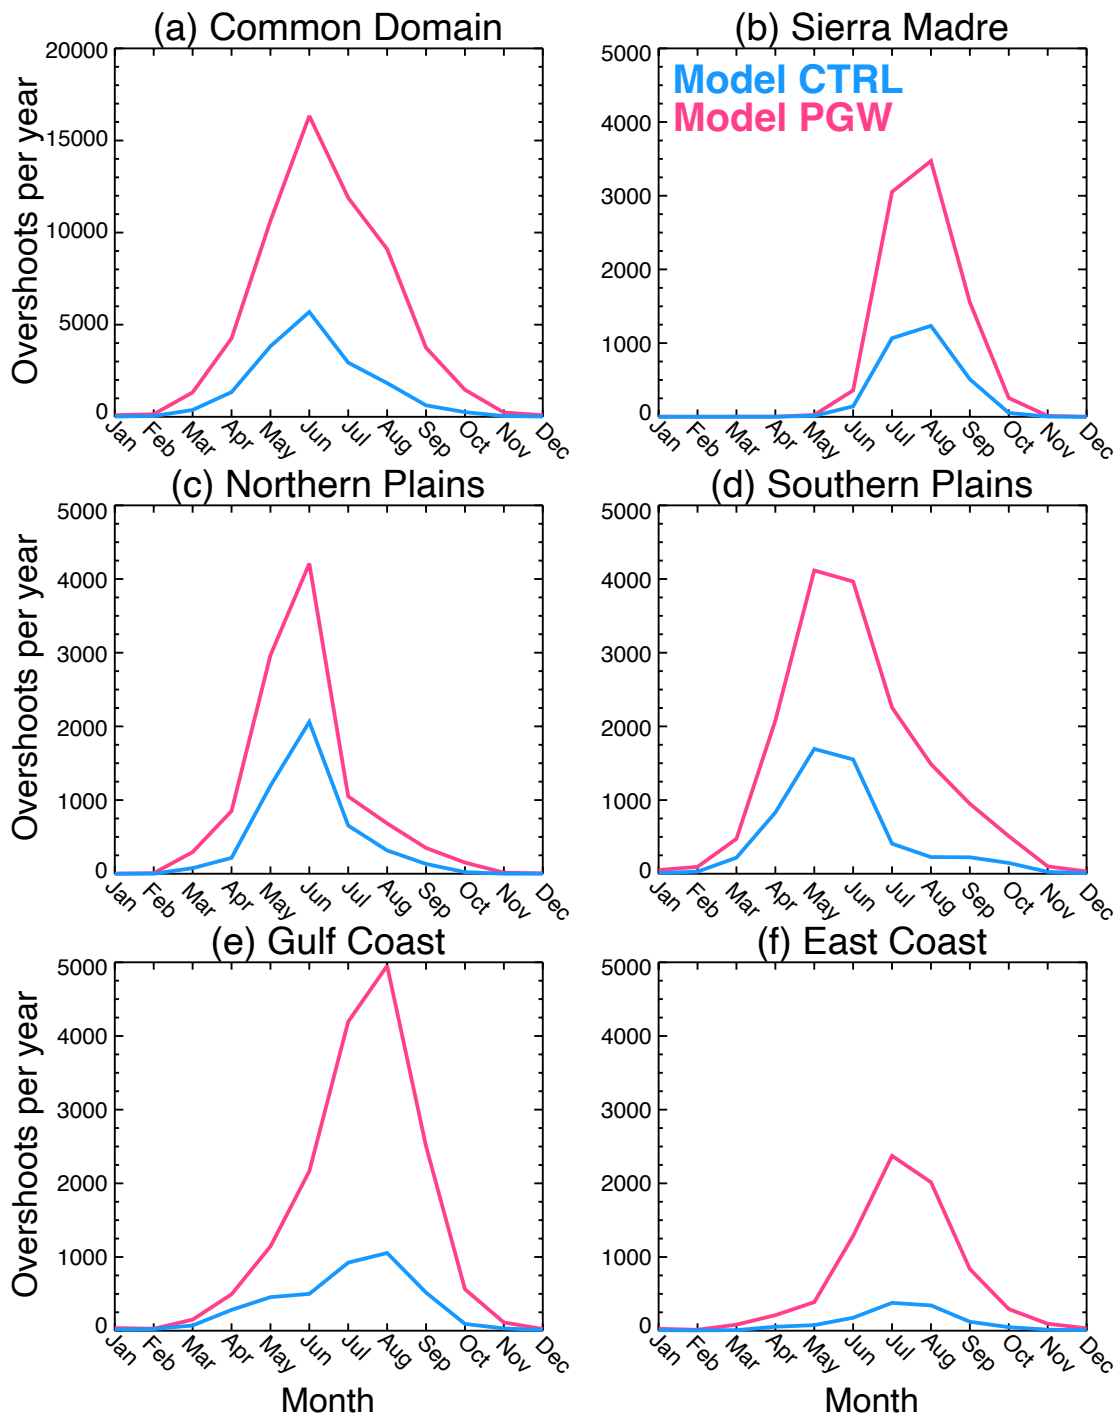 (a) Common Domain
(b) Sierra Madre
20000
15000
10000
5000
0
Overshoots per year
Jan Feb Mar Apr May Jun Jul Aug Sep Oct Nov Dec
5000
4000
3000
2000
1000
0
Model CTRL
Model PGW
Jan Feb Mar Apr May Jun Jul Aug Sep Oct Nov Dec
(c) Northern Plains
(d) Southern Plains
5000
4000
3000
2000
1000
0
Overshoots per year
Jan Feb Mar Apr May Jun Jul Aug Sep Oct Nov Dec
5000
4000
3000
2000
1000
0
Jan Feb Mar Apr May Jun Jul Aug Sep Oct Nov Dec
(e) Gulf Coast
(f) East Coast
5000
4000
3000
2000
1000
0
Overshoots per year
Jan Feb Mar Apr May Jun Jul Aug Sep Oct Nov Dec
Month
5000
4000
3000
2000
1000
0
Jan Feb Mar Apr May Jun Jul Aug Sep Oct Nov Dec
Month